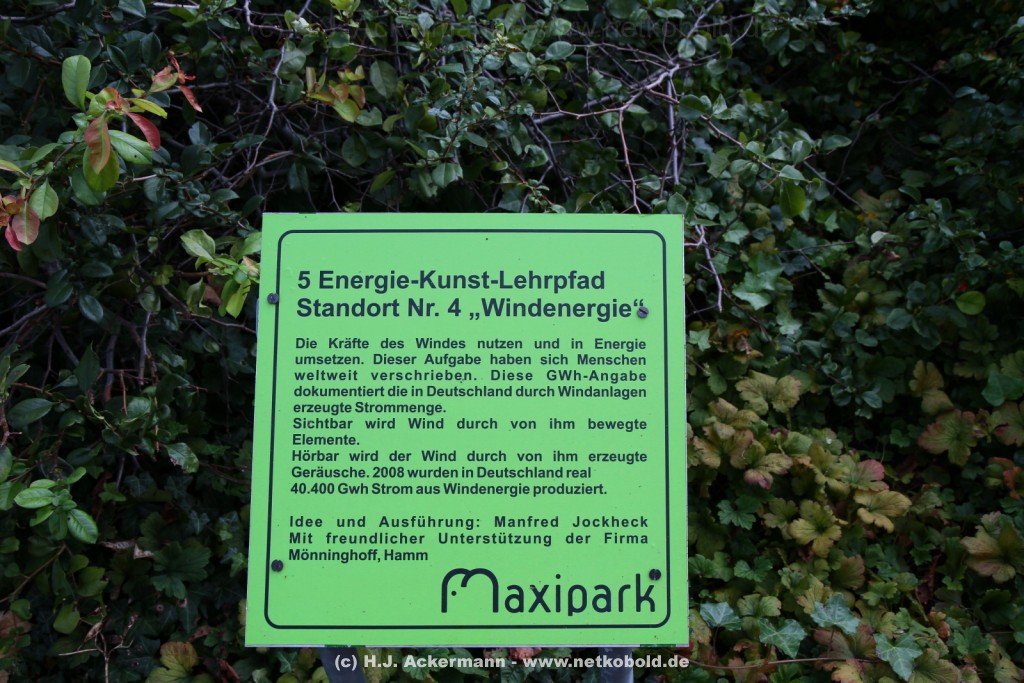 5 Energie-Kunst-Lehrpfad
Standort Nr. 4 „Windenergie“
Die Kräfte des Windes nutzen und in Energie
umsetzen. Dieser Aufgabe haben sich Menschen
weltweit verschrieben. Diese GWh-Angabe
dokumentiert die in Deutschland durch Windanlagen
erzeugte Strommenge.
Sichtbar wird Wind durch von ihm bewegte
Elemente.
Hörbar wird der Wind durch von ihm erzeugte
Geräusche. 2008 wurden in Deutschland real
40.400 Gwh Strom aus Windenergie produziert.
Idee und Ausführung: Manfred Jockheck
Mit freundlicher Unterstützung der Firma
Mönninghoff, Hamm
Maxipark
(c) H.J. Ackermann - www.netkobold.de